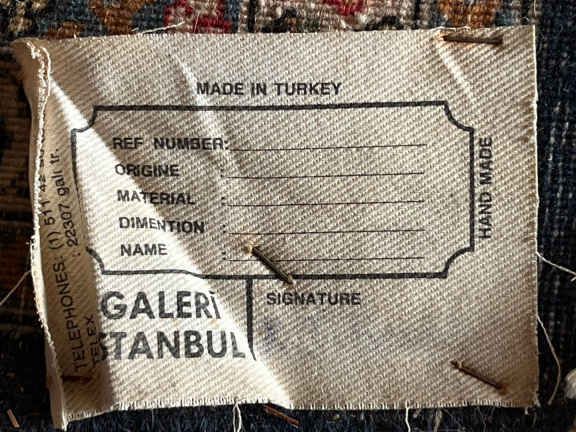 MADE IN TURKEY
REF NUMBER:
ORIGINE :
MATERIAL :
DIMENTION :
NAME :
HAND MADE
GALERİ
STANBUL
SIGNATURE
TELEPHONES: (1) 511 42
TELEX : 22307 gali tr.